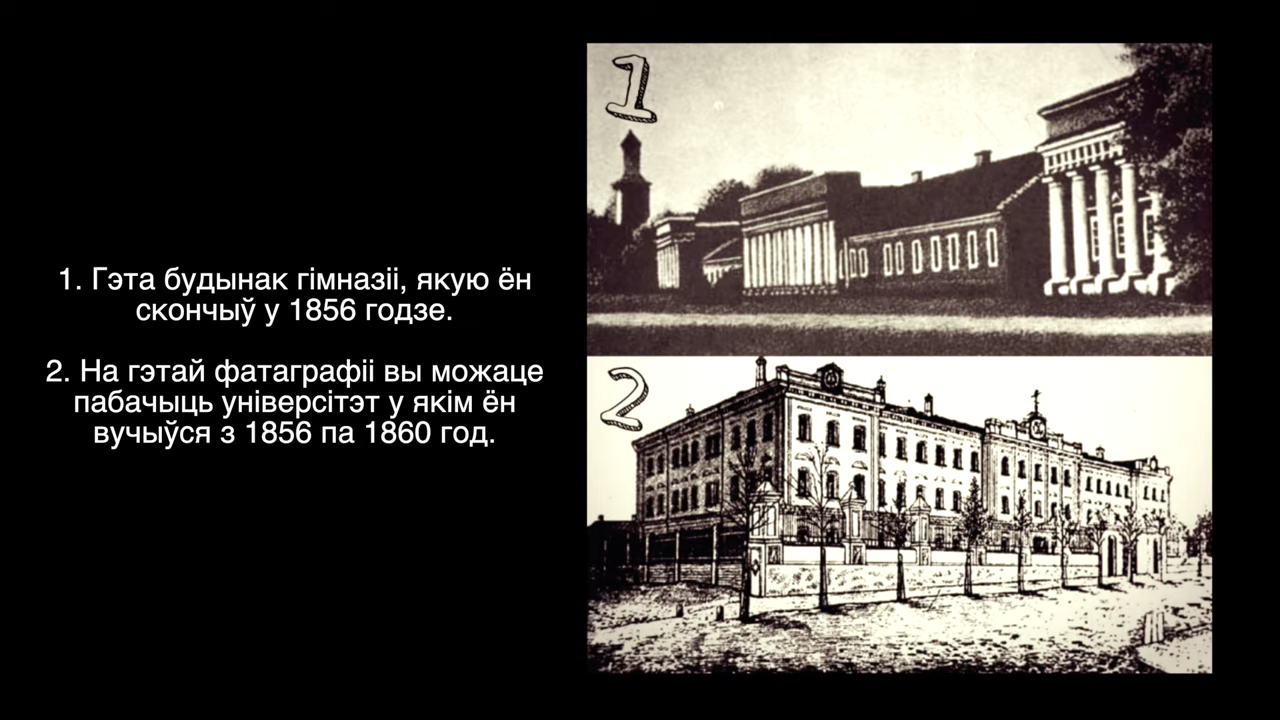 1. Гэта будынак гімназіі, якую ён
скончыў у 1856 годзе.
2. На гэтай фатаграфіі вы можаце
пабачыць універсітэт у якім ён
вучыўся з 1856 па 1860 год.
1
2